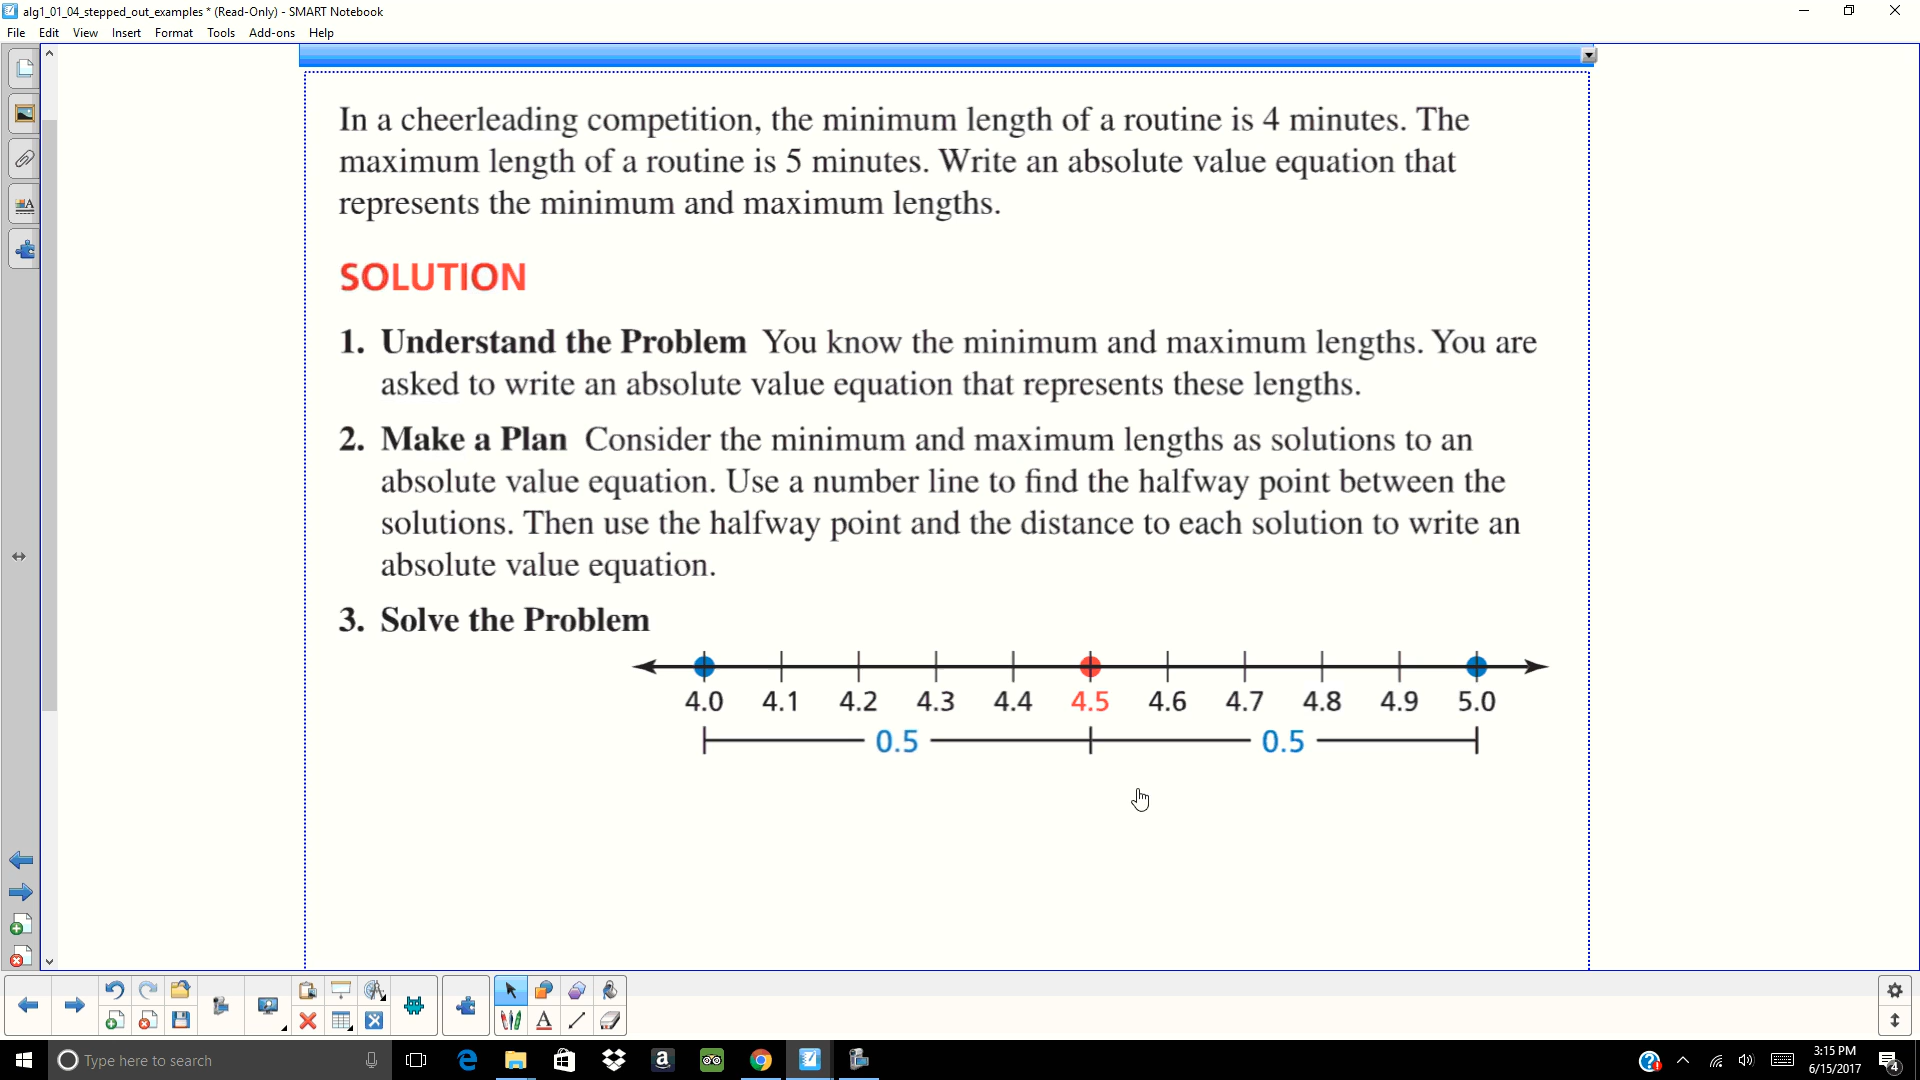 alg1_01_04_stepped_out_examples * (Read-Only) - SMART Notebook
File Edit View Insert Format Tools Add-ons Help
In a cheerleading competition, the minimum length of a routine is 4 minutes. The
maximum length of a routine is 5 minutes. Write an absolute value equation that
represents the minimum and maximum lengths.
SOLUTION
1. Understand the Problem You know the minimum and maximum lengths. You are
asked to write an absolute value equation that represents these lengths.
2. Make a Plan Consider the minimum and maximum lengths as solutions to an
absolute value equation. Use a number line to find the halfway point between the
solutions. Then use the halfway point and the distance to each solution to write an
absolute value equation.
3. Solve the Problem
4.0 4.1 4.2 4.3 4.4 4.5 4.6 4.7 4.8 4.9 5.0
0.5 0.5
Type here to search
3:15 PM
6/15/2017
4